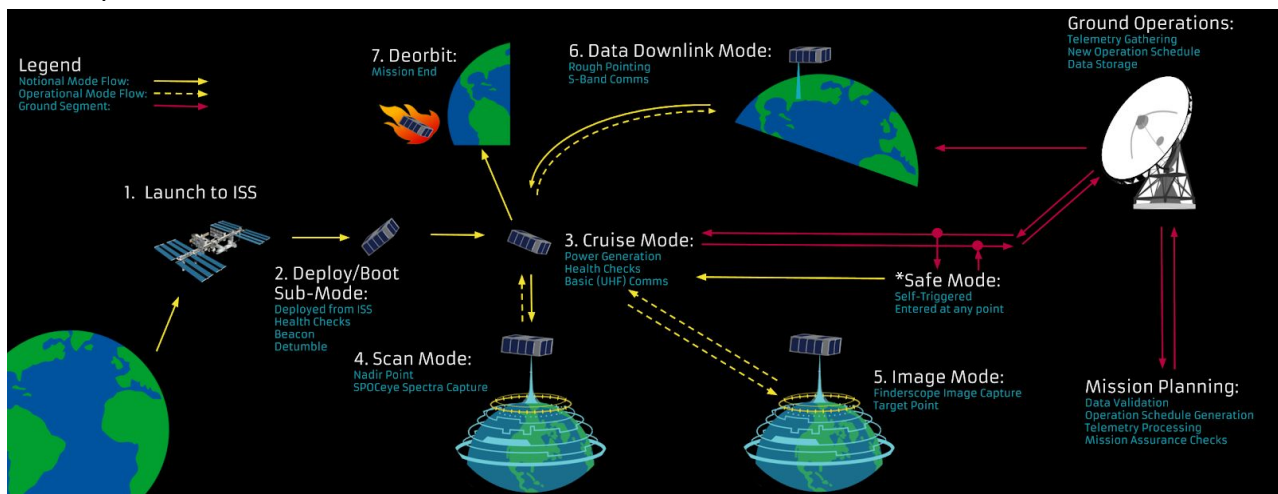 Legend
Notional Mode Flow:
Operational Mode Flow:
Ground Segment:
7. Deorbit:
Mission End
6. Data Downlink Mode:
Rough Pointing
S-Band Comms
Ground Operations:
Telemetry Gathering
New Operation Schedule
Data Storage
1. Launch to ISS
2. Deploy/Boot
Sub-Mode:
Deployed from ISS
Health Checks
Beacon
Detumble
3. Cruise Mode:
Power Generation
Health Checks
Basic (UHF) Comms
*Safe Mode:
Self-Triggered
Entered at any point
4. Scan Mode:
Nadir Point
SPOCeye Spectra Capture
5. Image Mode:
Finderscope Image Capture
Target Point
Mission Planning:
Data Validation
Operation Schedule Generation
Telemetry Processing
Mission Assurance Checks